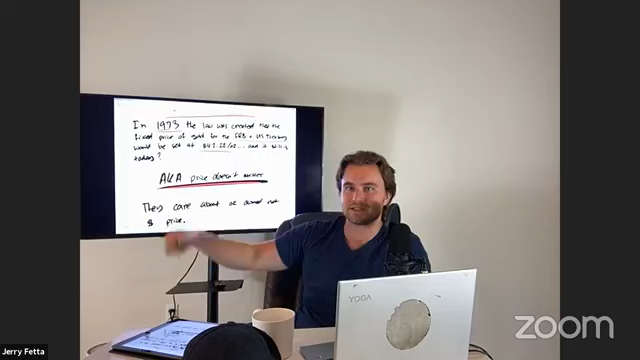 In 1973 the law was created that the
fixed price of gold for the FRB + US Treasury
would be set at $42.22/oz... and it still is
today?
AKA price doesn't matter
They care about oz owned not
$ price.
YOGA
zoom
Jerry Fetta